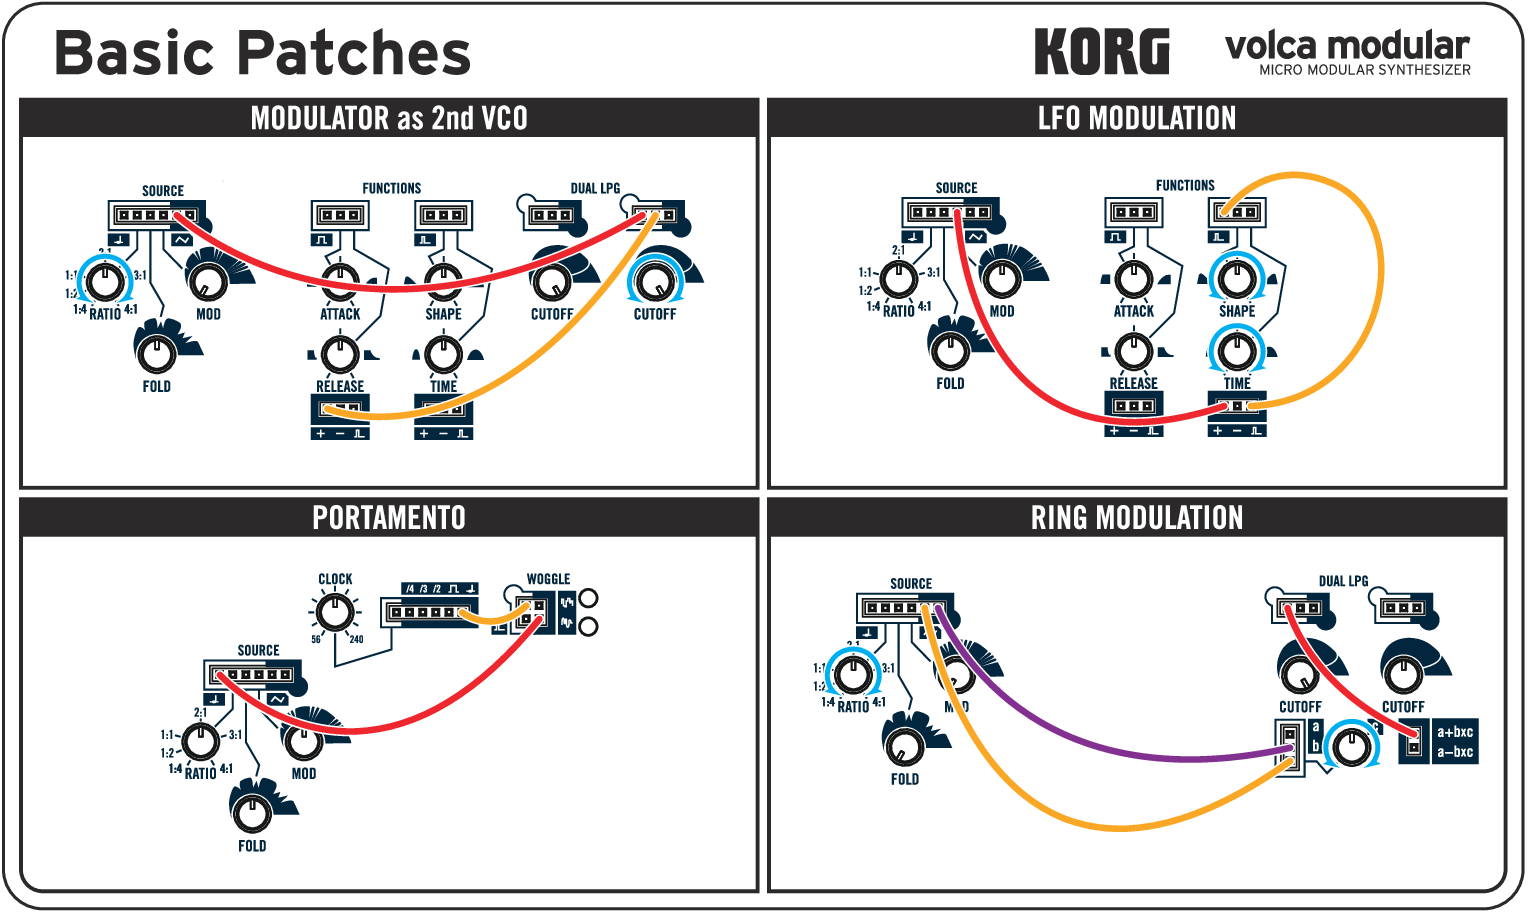 Basic Patches
KORG
volca modular
MICRO MODULAR SYNTHESIZER
MODULATOR as 2nd VCO
SOURCE
FUNCTIONS
DUAL LPG
2:1
1:1
3:1
1:2
1:4
RATIO
4:1
MOD
ATTACK
SHAPE
CUTOFF
CUTOFF
FOLD
RELEASE
TIME
+ −
+ −
LFO MODULATION
SOURCE
FUNCTIONS
2:1
1:1
3:1
1:2
1:4
RATIO
4:1
MOD
ATTACK
SHAPE
FOLD
RELEASE
TIME
+ −
+ −
PORTAMENTO
CLOCK
56
240
/4 /3 /2
WOGGLE
SOURCE
2:1
1:1
3:1
1:2
1:4
RATIO
4:1
MOD
FOLD
RING MODULATION
SOURCE
DUAL LPG
2:1
1:1
3:1
1:2
1:4
RATIO
4:1
MOD
FOLD
CUTOFF
CUTOFF
a
b
c
a+bxc
a−bxc